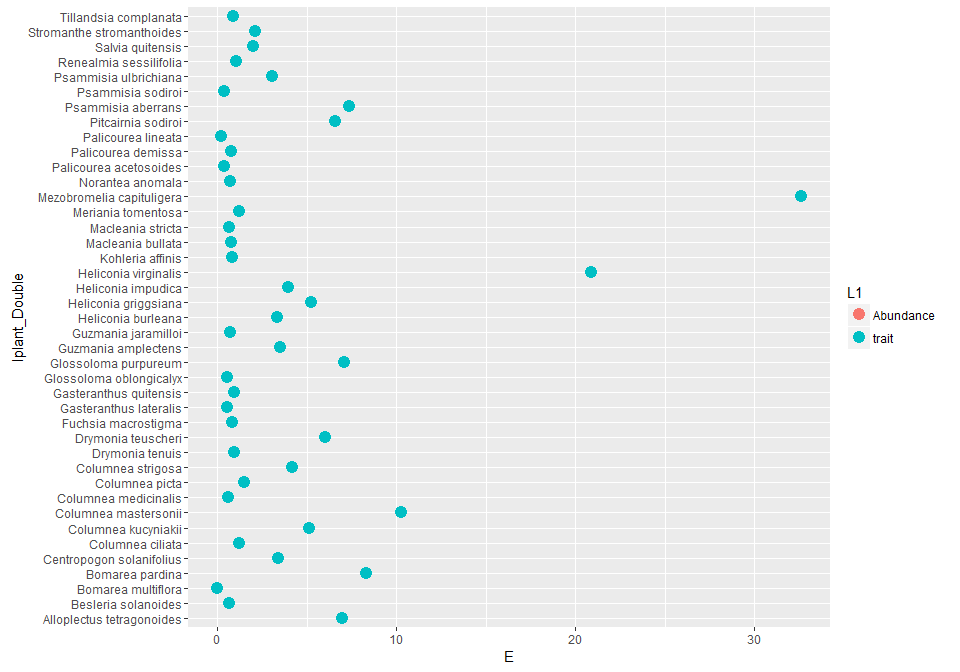 Tillandsia complanata
Stromanthe stromanthoides
Salvia quitensis
Renealmia sessilifolia
Psammisia ulbrichiana
Psammisia sodiroi
Psammisia aberrans
Pitcairnia sodiroi
Palicourea lineata
Palicourea demissa
Palicourea acetosoides
Norantea anomala
Mezobromelia capituligera
Meriania tomentosa
Macleania stricta
Macleania bullata
Kohleria affinis
Heliconia virginalis
Heliconia impudica
Heliconia griggsiana
Heliconia burleana
Guzmania jaramilloi
Guzmania amplectens
Glossoloma purpureum
Glossoloma oblongicalyx
Gasteranthus quitensis
Gasteranthus lateralis
Fuchsia macrostigma
Drymonia teuscheri
Drymonia tenuis
Columnea strigosa
Columnea picta
Columnea medicinalis
Columnea mastersonii
Columnea kucyniakii
Columnea ciliata
Centropogon solanifolius
Bomarea pardina
Bomarea multiflora
Besleria solanoides
Alloplectus tetragonoides
Iplant_Double
0 10 20 30
E
L1
Abundance
trait